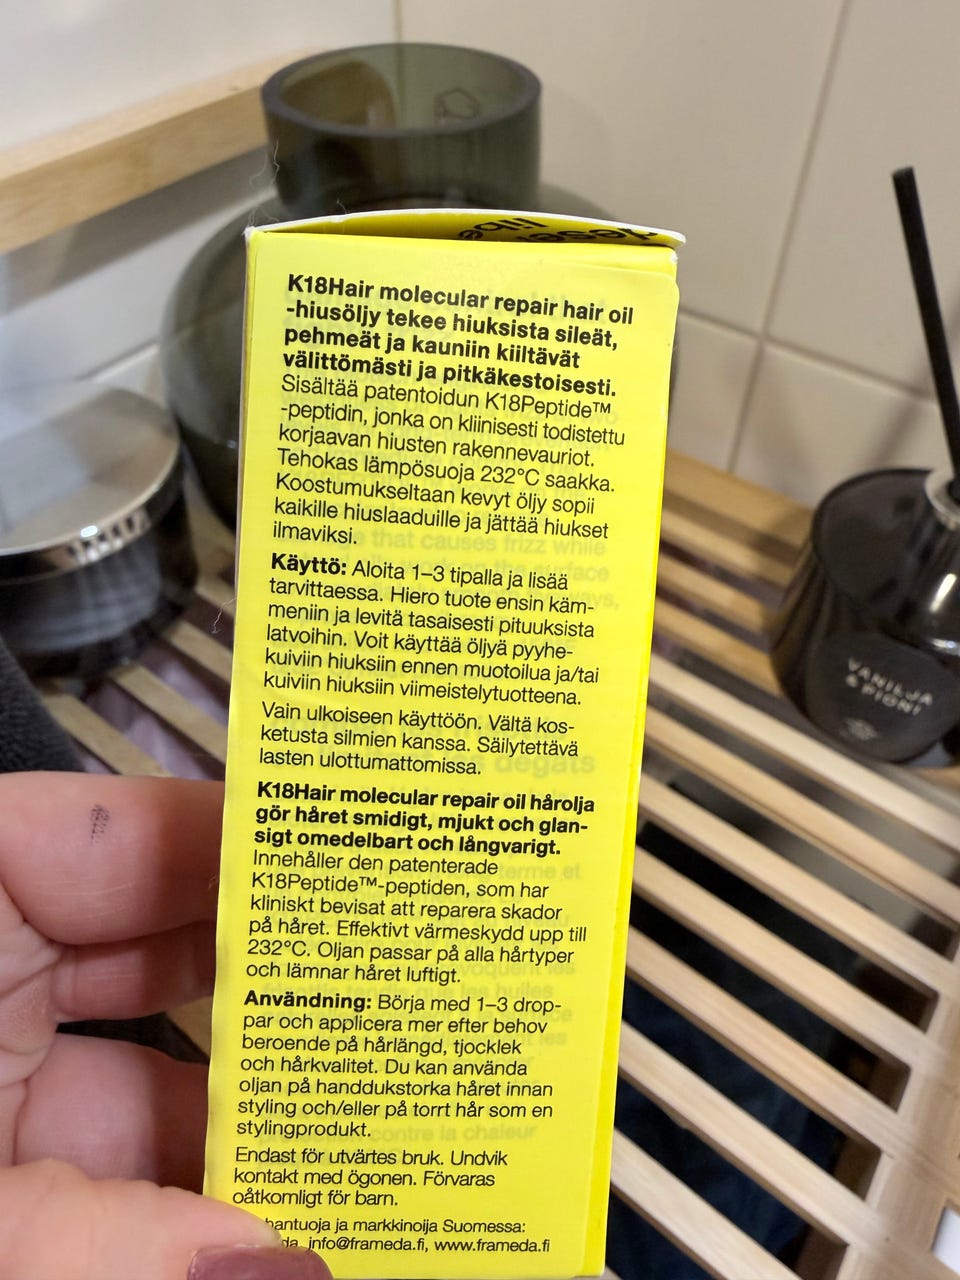 K18Hair molecular repair hair oil
-hiusöljy tekee hiuksista sileät,
pehmeät ja kauniin kiiltävät
välittömästi ja pitkäkestoisesti.
Sisältää patentoidun K18Peptide™
-peptidin, jonka on kliinisesti todistettu
korjaavan hiusten rakennevauriot.
Tehokas lämpösuoja 232°C saakka.
Koostumukseltaan kevyt öljy sopii
kaikille hiuslaaduille ja jättää hiukset
ilmaviksi.
Käyttö: Aloita 1–3 tipalla ja lisää
tarvittaessa. Hiero tuote ensin käm-
meniin ja levitä tasaisesti pituuksista
latvoihin. Voit käyttää öljyä pyyhe-
kuiviin hiuksiin ennen muotoilua ja/tai
kuiviin hiuksiin viimeistelytuotteena.
Vain ulkoiseen käyttöön. Vältä kos-
ketusta silmien kanssa. Säilytettävä
lasten ulottumattomissa.
K18Hair molecular repair oil hårolja
gör håret smidigt, mjukt och glan-
sigt omedelbart och långvarigt.
Innehåller den patenterade
K18Peptide™-peptiden, som har
kliniskt bevisat att reparera skador
på håret. Effektivt värmeskydd upp till
232°C. Oljan passar på alla hårtyper
och lämnar håret luftigt.
Användning: Börja med 1–3 drop-
par och applicera mer efter behov
beroende på hårlängd, tjocklek
och hårkvalitet. Du kan använda
oljan på handdukstorka håret innan
styling och/eller på torrt hår som en
stylingprodukt.
Endast för utvärtes bruk. Undvik
kontakt med ögonen. Förvaras
oåtkomligt för barn.
ja markkinoija Suomessa:
info@frameda.fi, www.frameda.fi
VANILJA
& PIONI